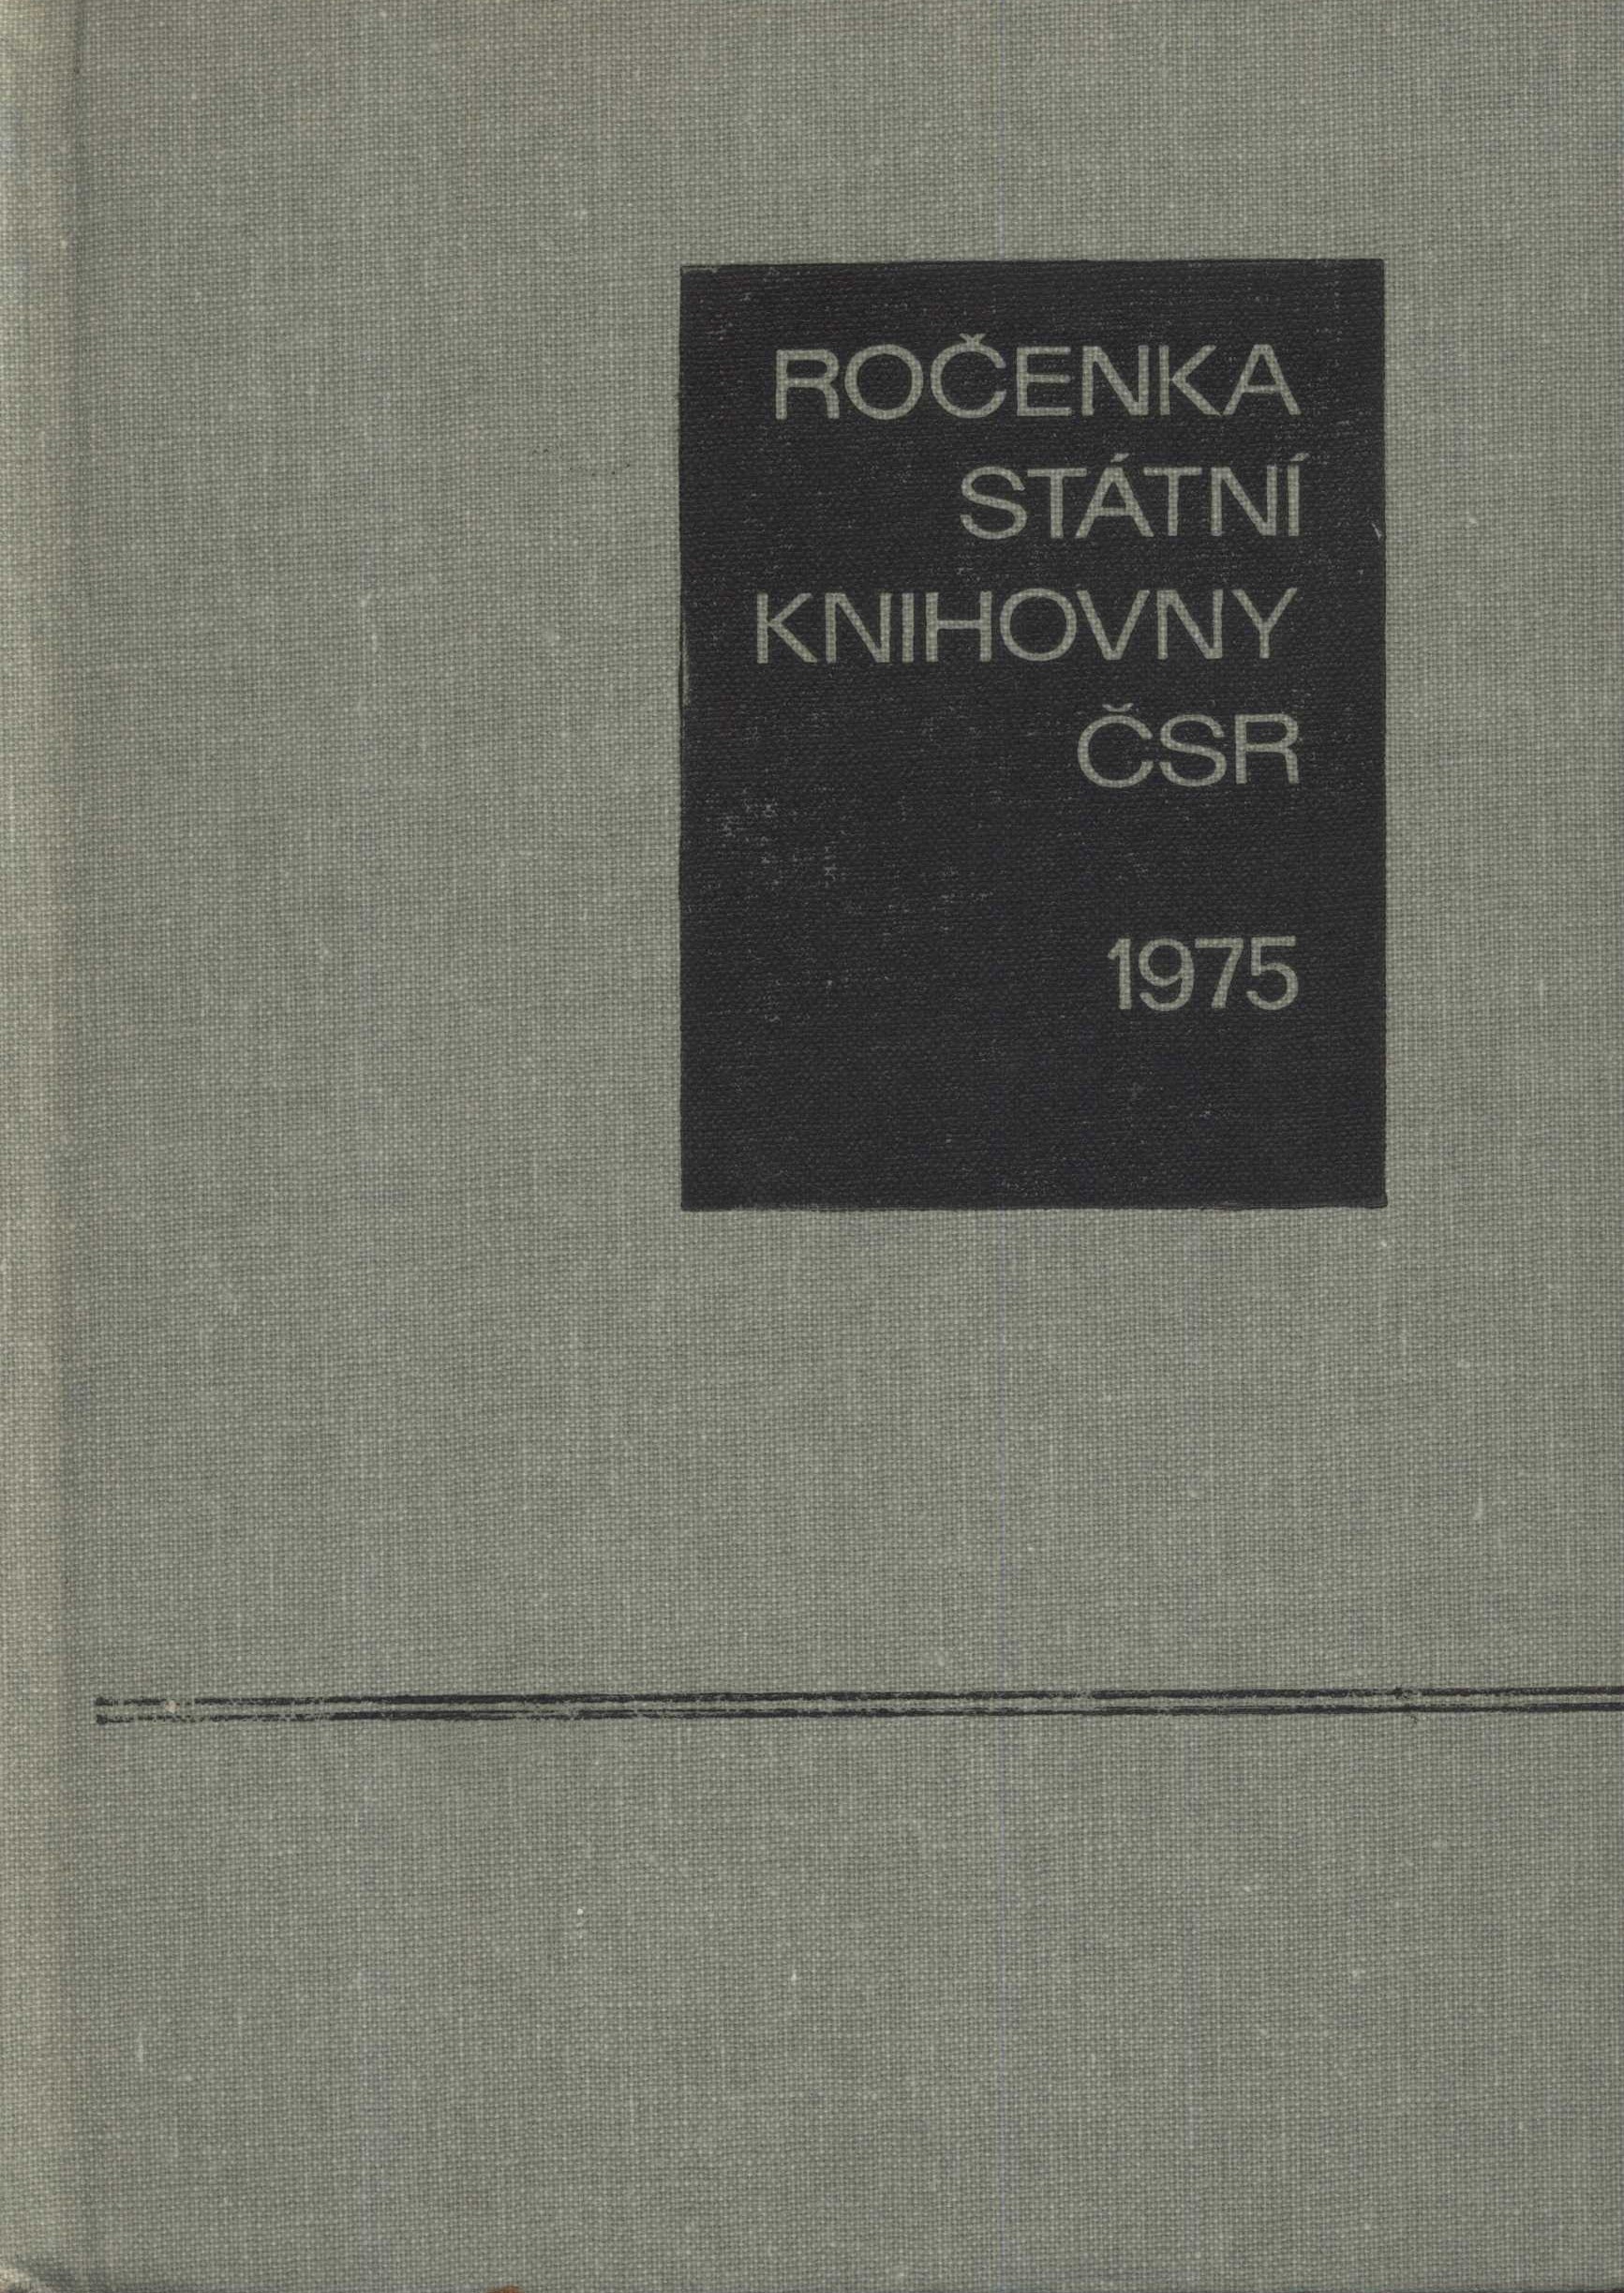 ROČENKA
STÁTNÍ
KNIHOVNY
ČSR
1975